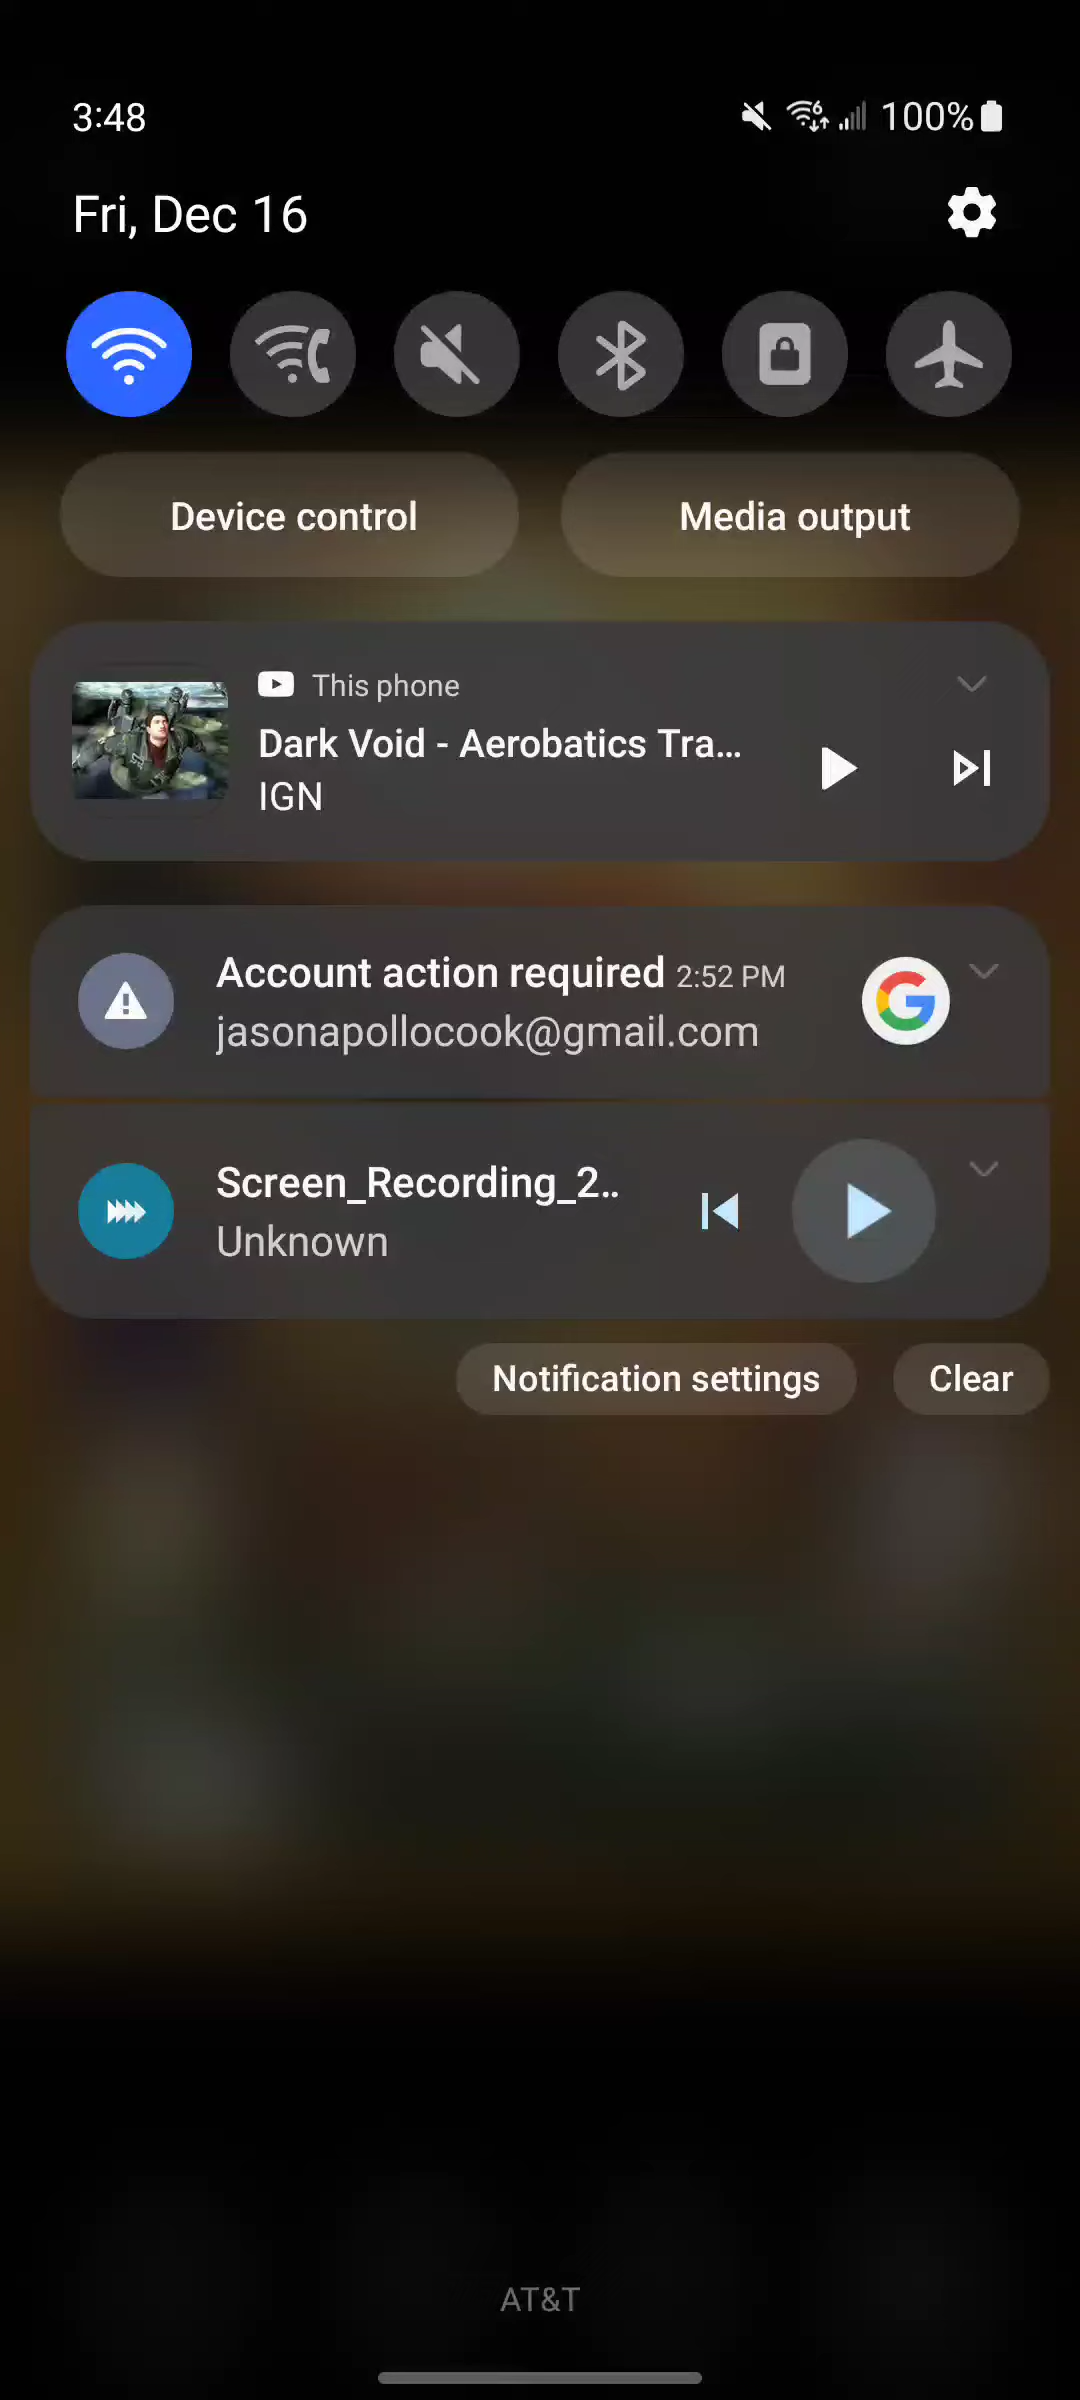 3:48
100%
Fri, Dec 16
Device control
Media output
This phone
Dark Void - Aerobatics Tra...
IGN
Account action required 2:52 PM
jasonapollocook@gmail.com
Screen_Recording_2..
Unknown
Notification settings
Clear
AT&T